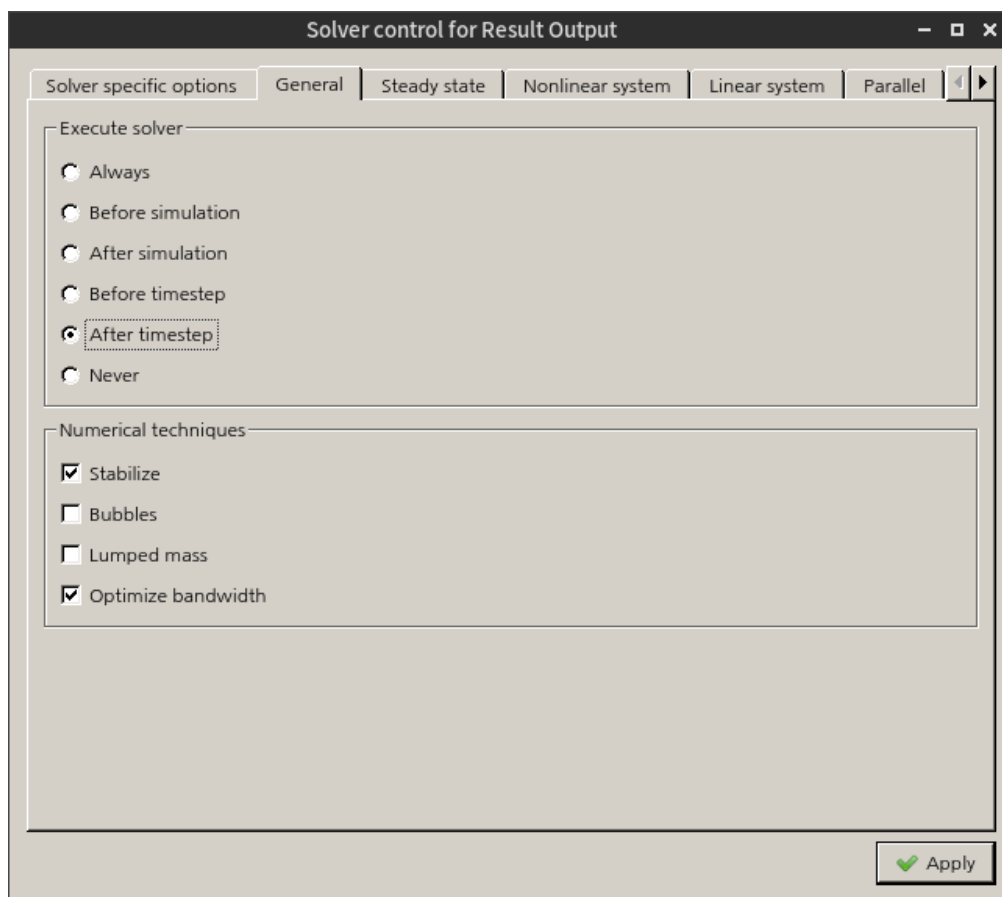 Solver control for Result Output
Solver specific options General Steady state Nonlinear system Linear system Parallel
Execute solver
Always
Before simulation
After simulation
Before timestep
After timestep
Never
Numerical techniques
Stabilize
Bubbles
Lumped mass
Optimize bandwidth
Apply